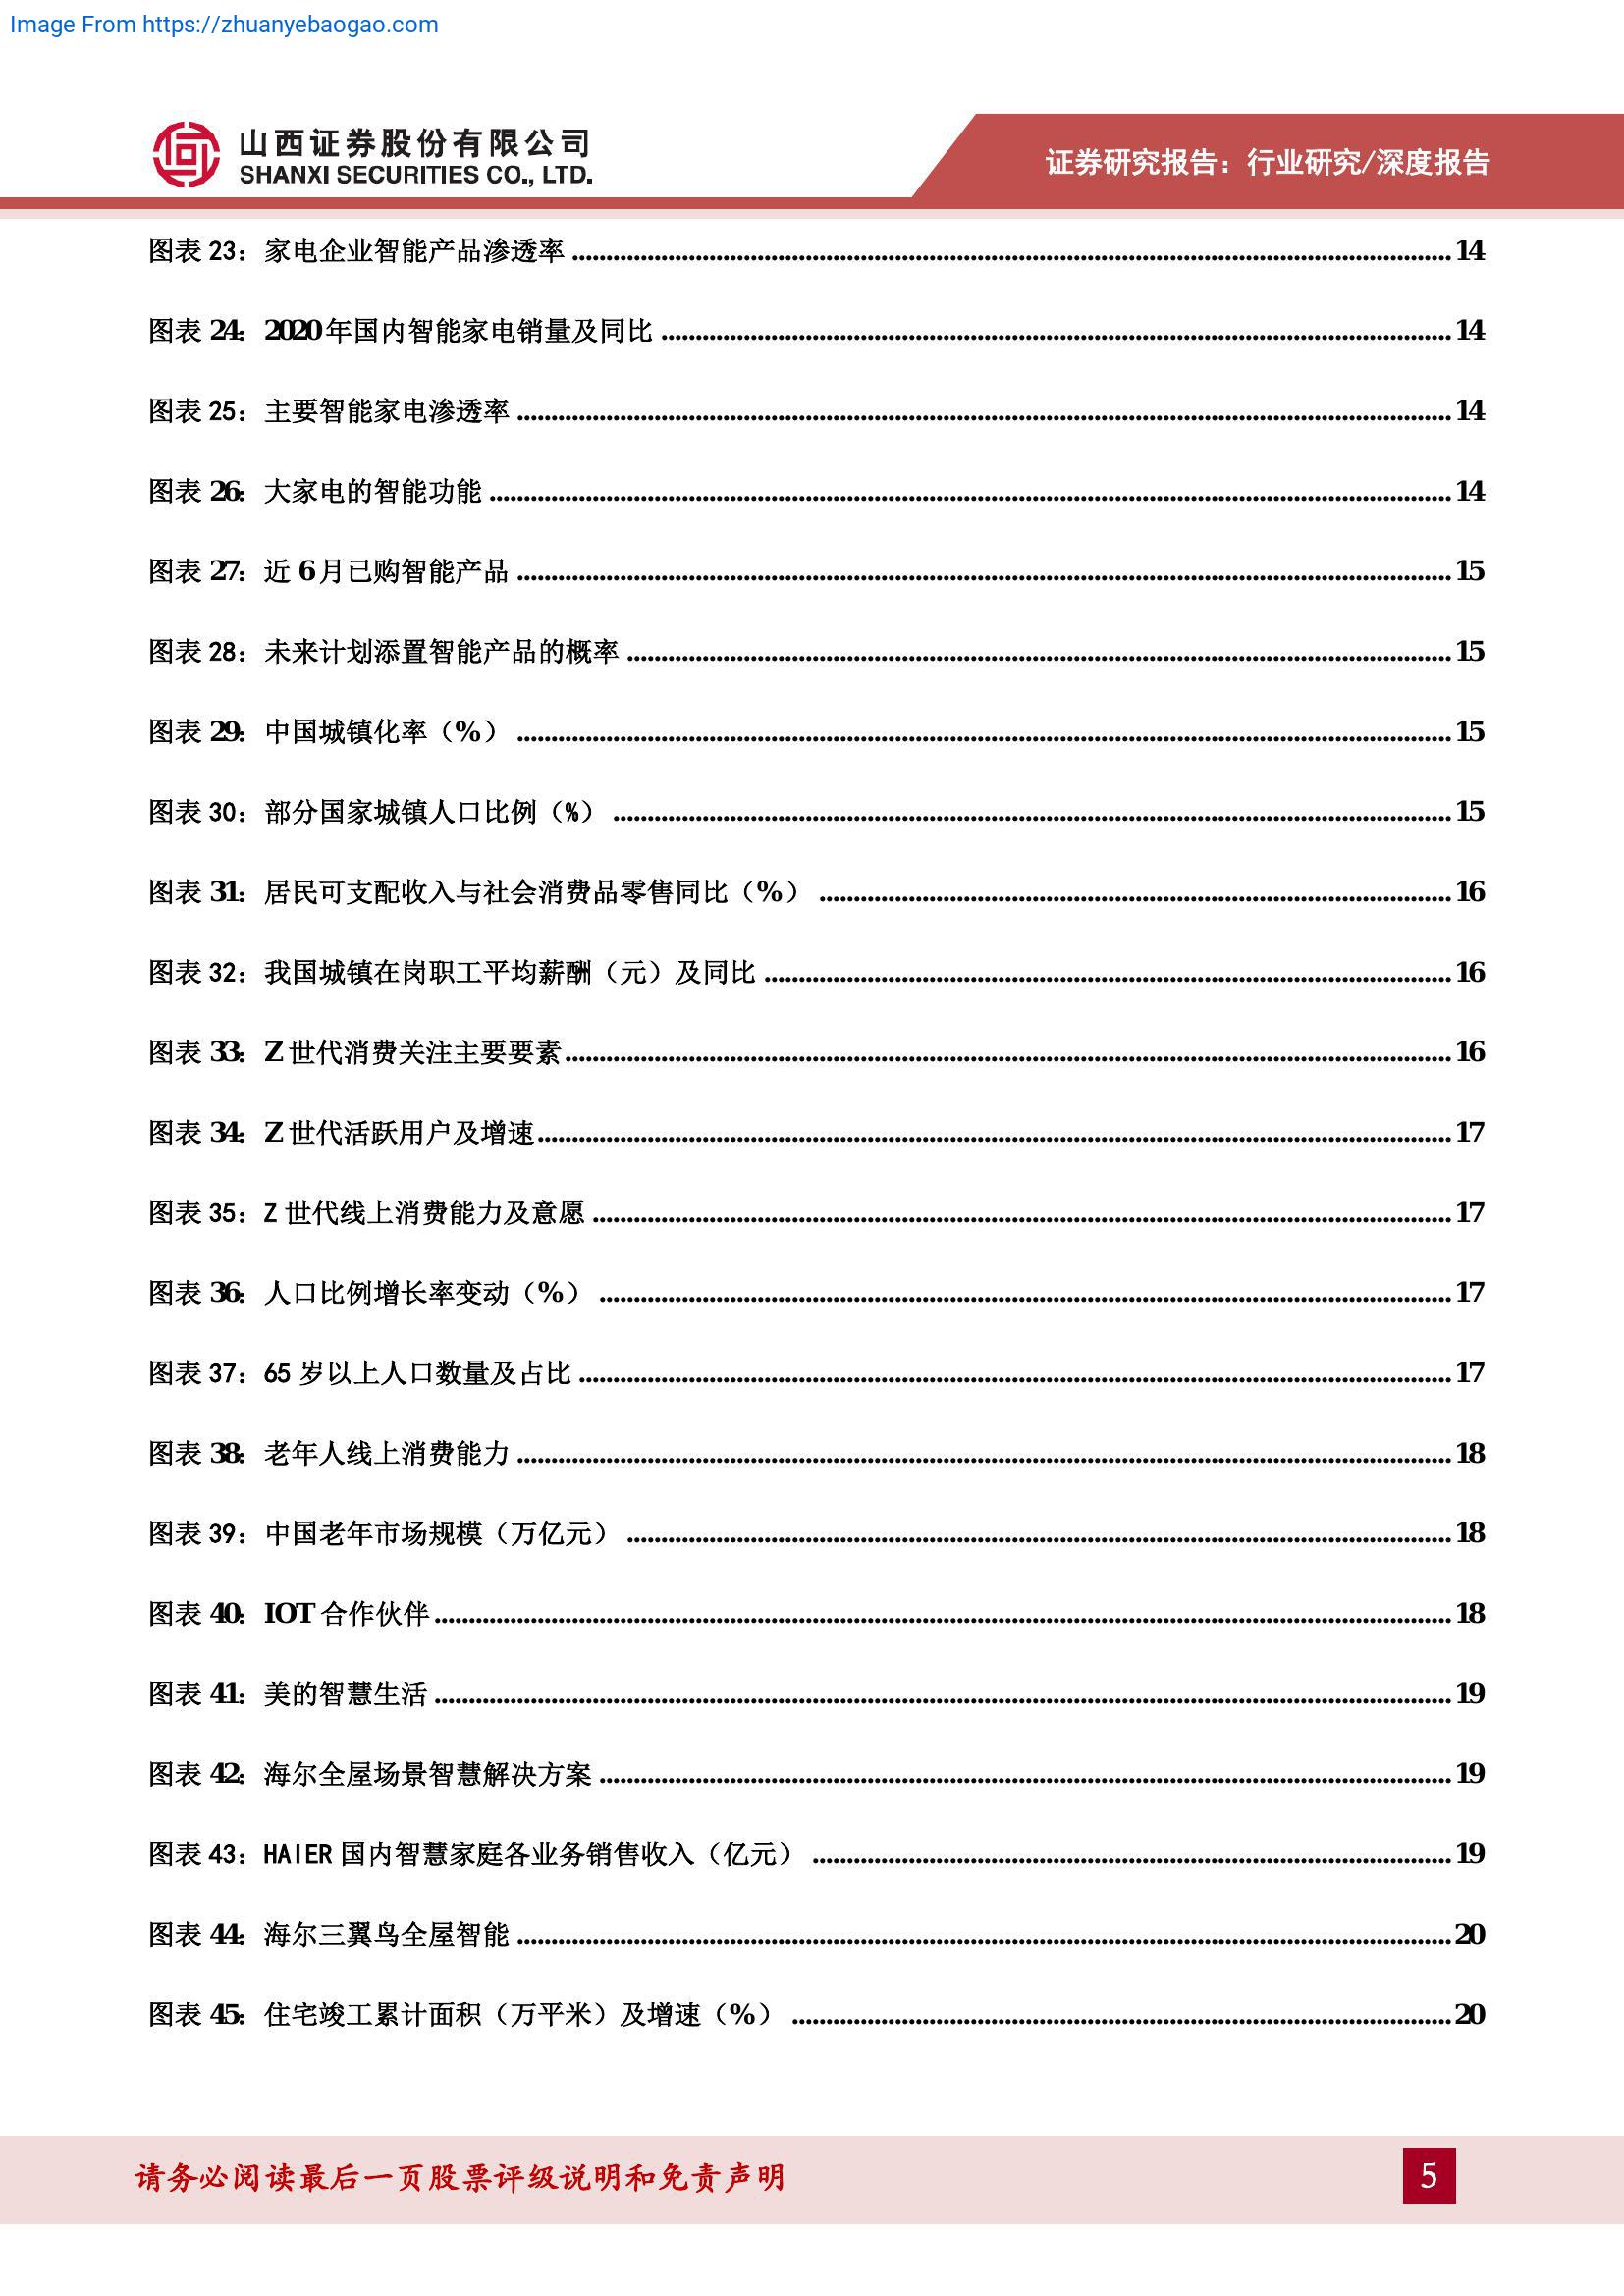 Image From https://zhuanyebaogao.com
山西证券股份有限公司
SHANXI SECURITIES CO., LTD.
证券研究报告：行业研究/深度报告
图表 23：家电企业智能产品渗透率 14
图表 24：2020 年国内智能家电销量及同比 14
图表 25：主要智能家电渗透率 14
图表 26：大家电的智能功能 14
图表 27：近 6 月已购智能产品 15
图表 28：未来计划添置智能产品的概率 15
图表 29：中国城镇化率（%） 15
图表 30：部分国家城镇人口比例（%） 15
图表 31：居民可支配收入与社会消费品零售同比（%） 16
图表 32：我国城镇在岗职工平均薪酬（元）及同比 16
图表 33：Z 世代消费关注主要要素 16
图表 34：Z 世代活跃用户及增速 17
图表 35：Z 世代线上消费能力及意愿 17
图表 36：人口比例增长率变动（%） 17
图表 37：65 岁以上人口数量及占比 17
图表 38：老年人线上消费能力 18
图表 39：中国老年市场规模（万亿元） 18
图表 40：IOT 合作伙伴 18
图表 41：美的智慧生活 19
图表 42：海尔全屋场景智慧解决方案 19
图表 43：HAIER 国内智慧家庭各业务销售收入（亿元） 19
图表 44：海尔三翼鸟全屋智能 20
图表 45：住宅竣工累计面积（万平米）及增速（%） 20
请务必阅读最后一页股票评级说明和免责声明
5